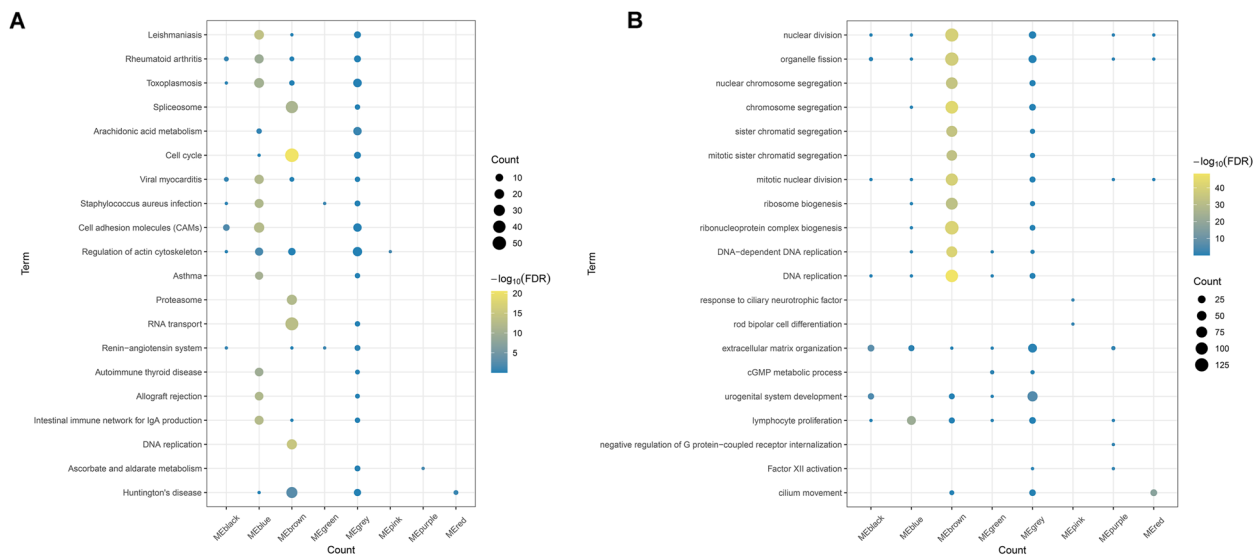 A
Leishmaniasis
Rheumatoid arthritis
Toxoplasmosis
Spliceosome
Arachidonic acid metabolism
Cell cycle
Viral myocarditis
Staphylococcus aureus infection
Cell adhesion molecules (CAMs)
Regulation of actin cytoskeleton
Asthma
Proteasome
RNA transport
Renin−angiotensin system
Autoimmune thyroid disease
Allograft rejection
Intestinal immune network for IgA production
DNA replication
Ascorbate and aldarate metabolism
Huntington's disease
Term
MEblack
MEblue
MEbrown
MEgreen
MEgrey
MEpink
MEpurple
MEred
Count
Count
10
20
30
40
50
−log10(FDR)
20
15
10
5
B
nuclear division
organelle fission
nuclear chromosome segregation
chromosome segregation
sister chromatid segregation
mitotic sister chromatid segregation
mitotic nuclear division
ribosome biogenesis
ribonucleoprotein complex biogenesis
DNA−dependent DNA replication
DNA replication
response to ciliary neurotrophic factor
rod bipolar cell differentiation
extracellular matrix organization
cGMP metabolic process
urogenital system development
lymphocyte proliferation
negative regulation of G protein−coupled receptor internalization
Factor XII activation
cilium movement
Term
MEblack
MEblue
MEbrown
MEgreen
MEgrey
MEpink
MEpurple
MEred
Count
−log10(FDR)
40
30
20
10
Count
25
50
75
100
125